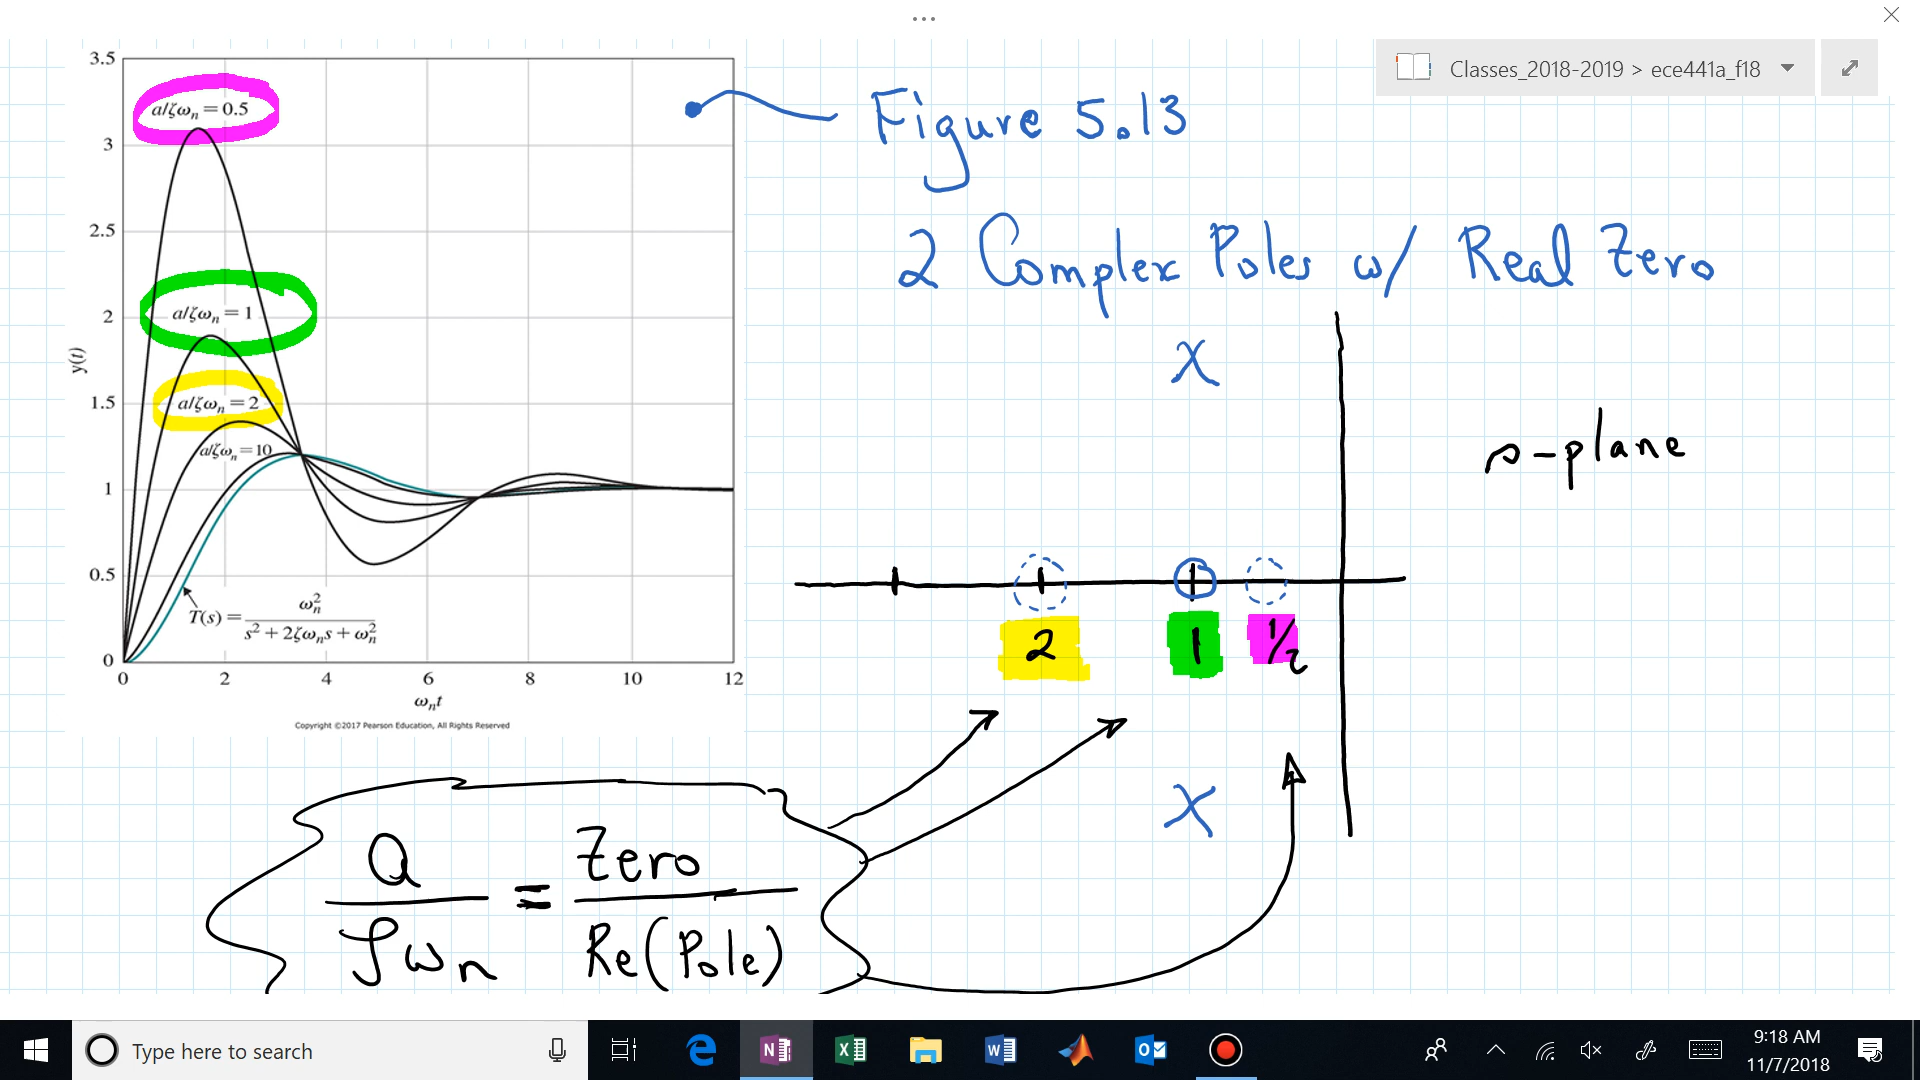 Classes_2018-2019 > ece441a_f18
3.5
3
2.5
2
1.5
1
0.5
0
y(t)
a/ζωn = 0.5
a/ζωn = 1
a/ζωn = 2
a/ζωn = 10
T(s) = ωn² / s² + 2ζωns + ωn²
0 2 4 6 8 10 12
ωnt
Copyright ©2017 Pearson Education, All Rights Reserved
Figure 5.13
2 Complex Poles w/ Real Zero
X
s-plane
2 1 1/2
X
a / ζωn = Zero / Re(Pole)
Type here to search
9:18 AM
11/7/2018